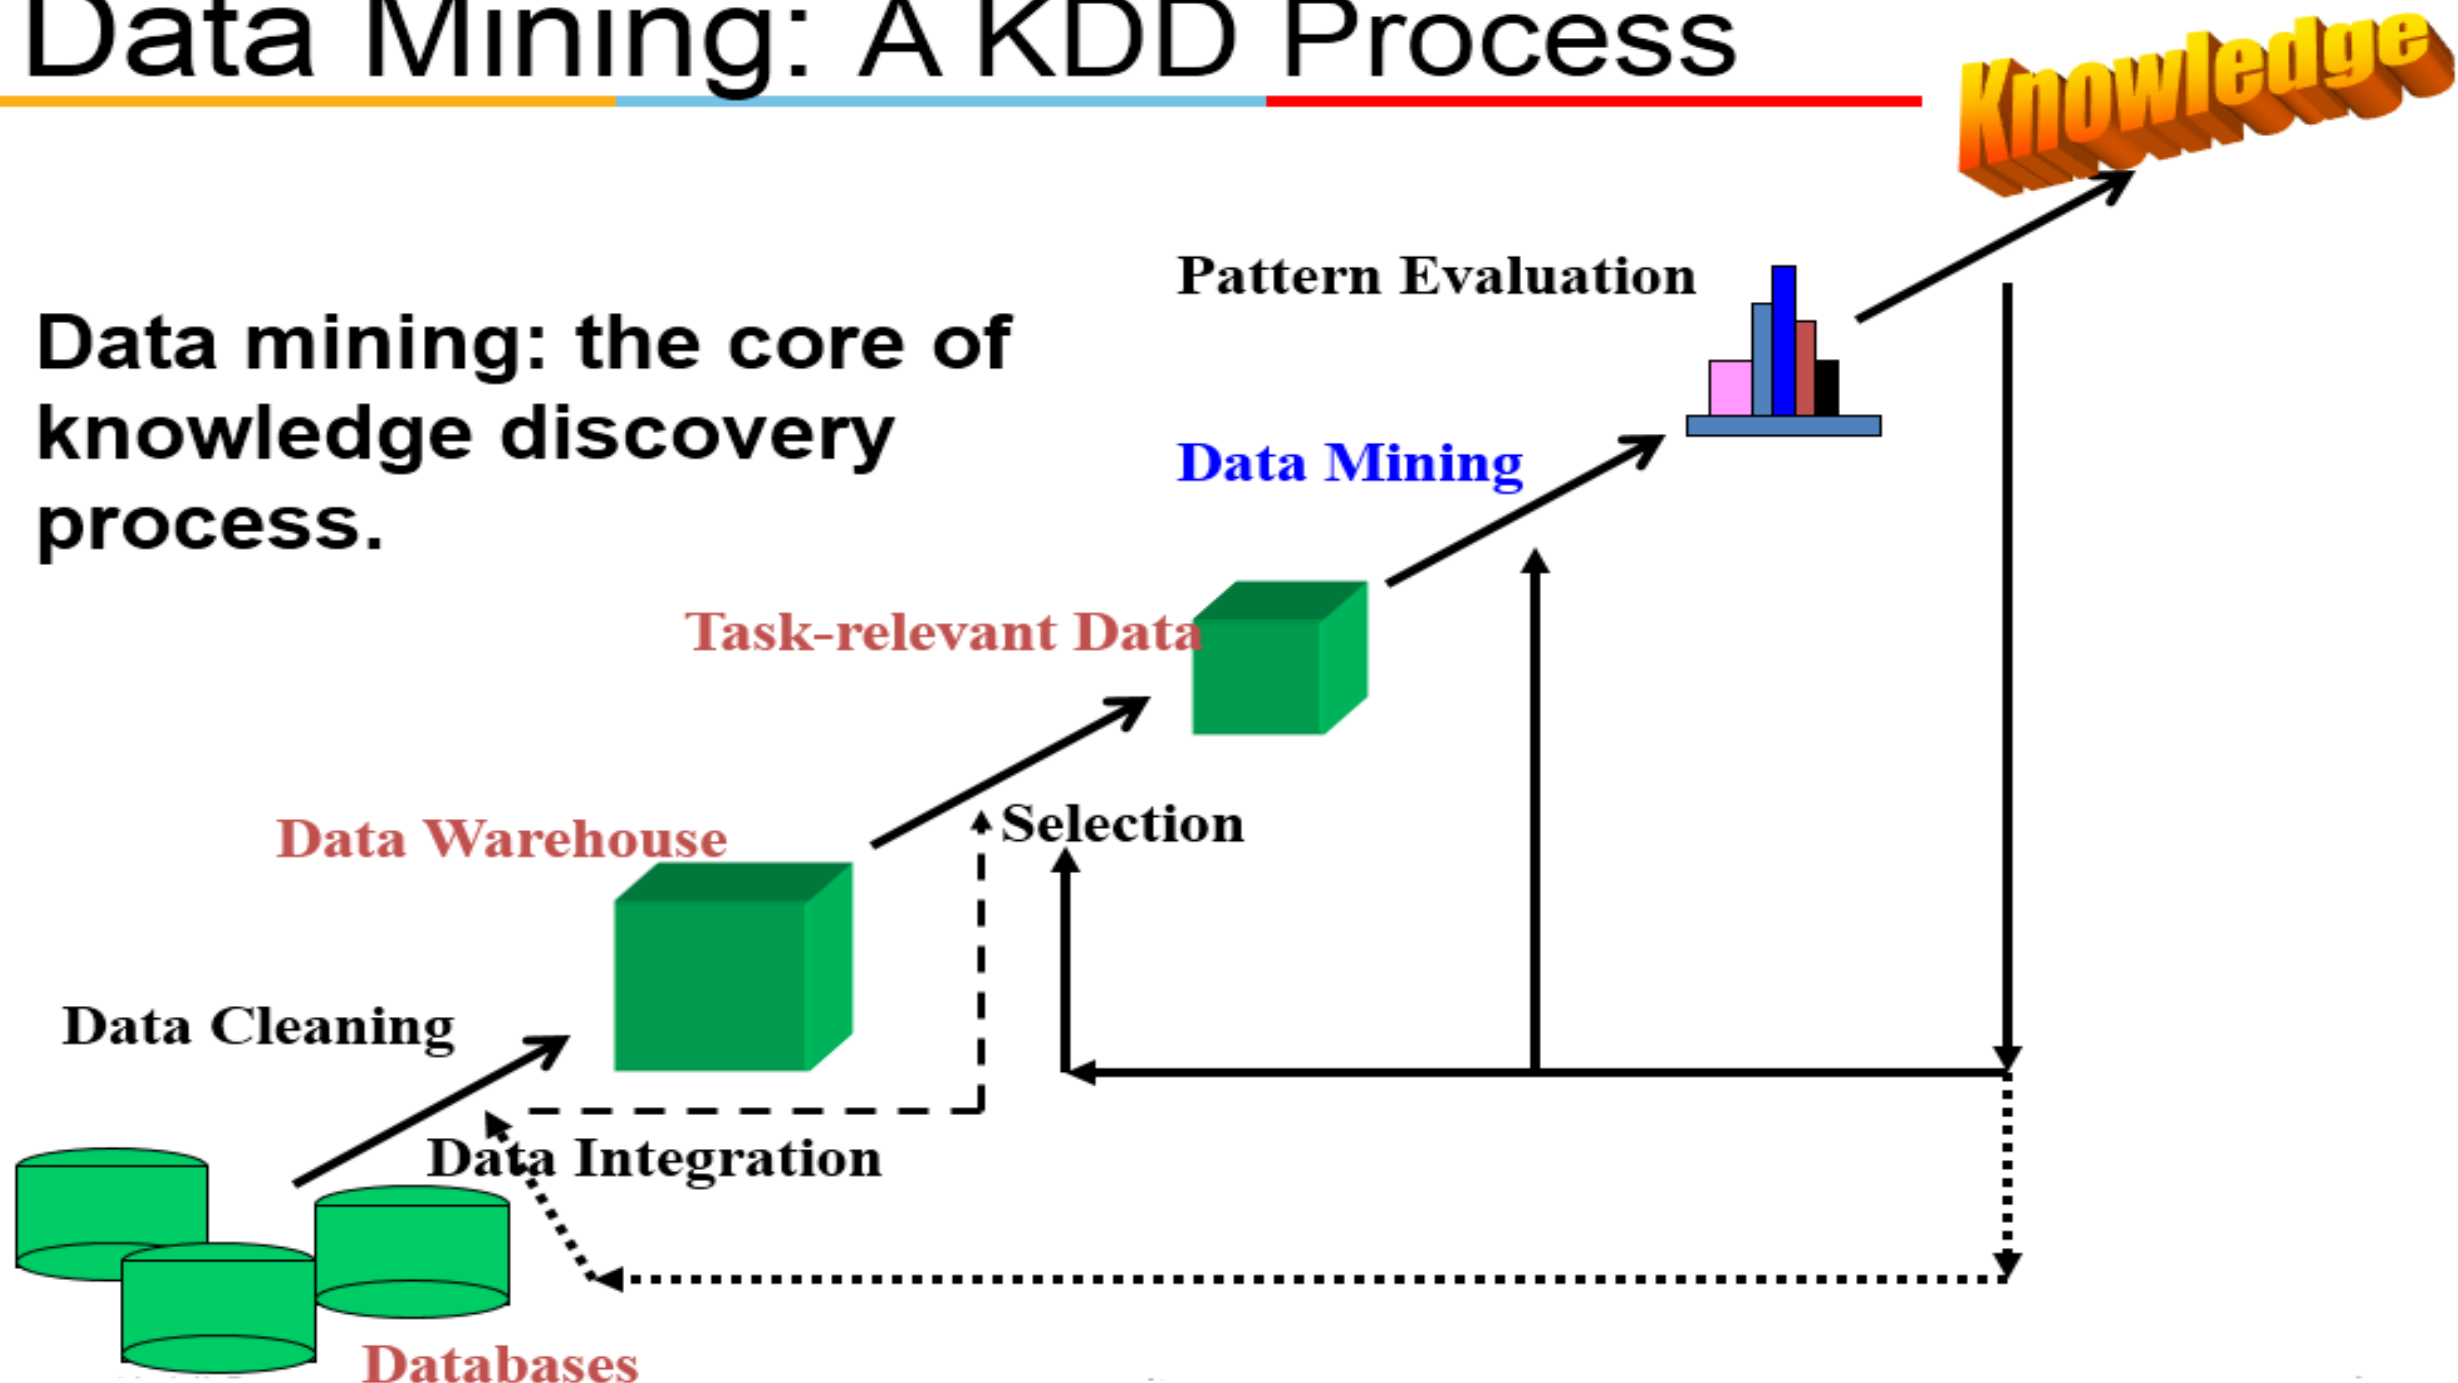 Data Mining: A KDD Process
Knowledge
Pattern Evaluation
Data mining: the core of
knowledge discovery
process.
Data Mining
Task-relevant Data
Selection
Data Warehouse
Data Cleaning
Data Integration
Databases